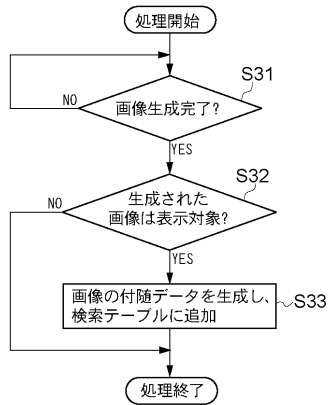 処理開始
S31
画像生成完了?
NO
YES
S32
生成された
画像は表示対象?
NO
YES
画像の付随データを生成し、
検索テーブルに追加
S33
処理終了